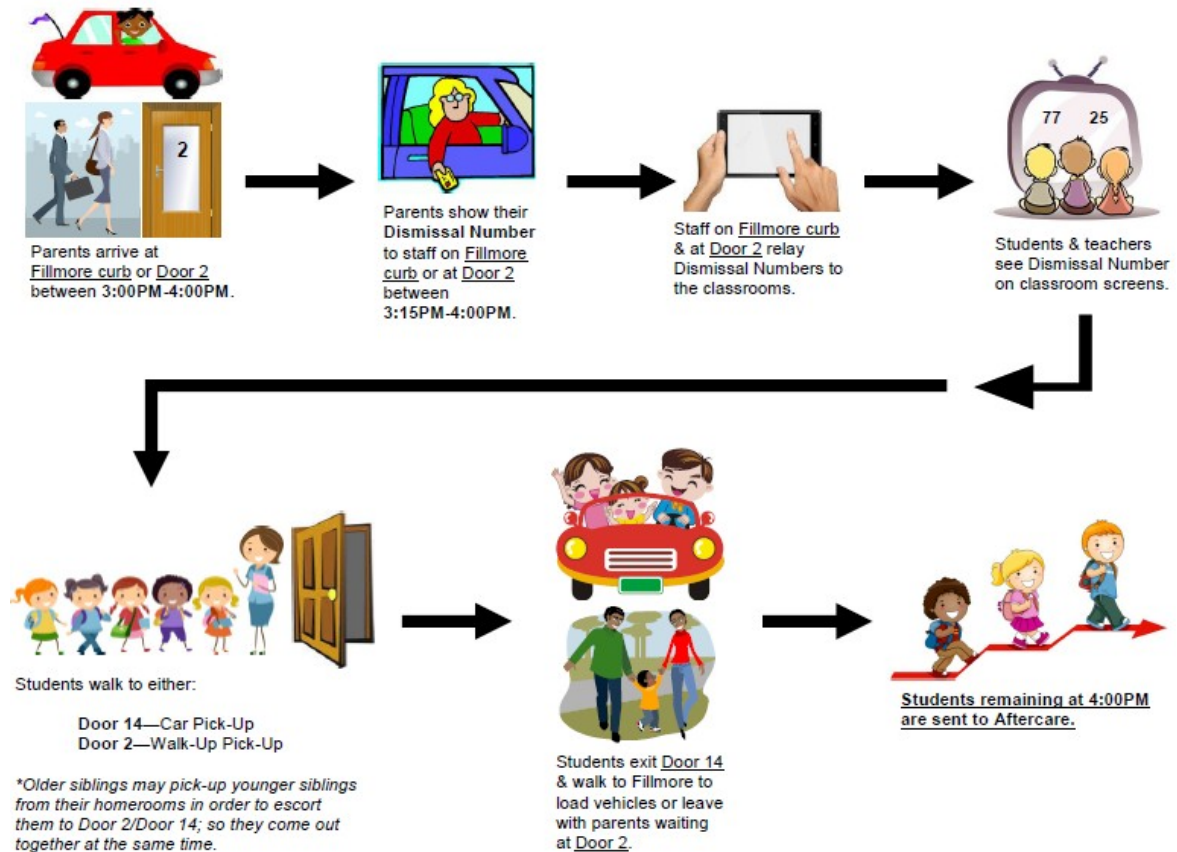 2
Parents arrive at
Fillmore curb or Door 2
between 3:00PM-4:00PM.
Parents show their
Dismissal Number
to staff on Fillmore
curb or at Door 2
between
3:15PM-4:00PM.
Staff on Fillmore curb
& at Door 2 relay
Dismissal Numbers to
the classrooms.
77 25
Students & teachers
see Dismissal Number
on classroom screens.
Students walk to either:
Door 14—Car Pick-Up
Door 2—Walk-Up Pick-Up
*Older siblings may pick-up younger siblings
from their homerooms in order to escort
them to Door 2/Door 14; so they come out
together at the same time.
Students exit Door 14
& walk to Fillmore to
load vehicles or leave
with parents waiting
at Door 2.
Students remaining at 4:00PM
are sent to Aftercare.